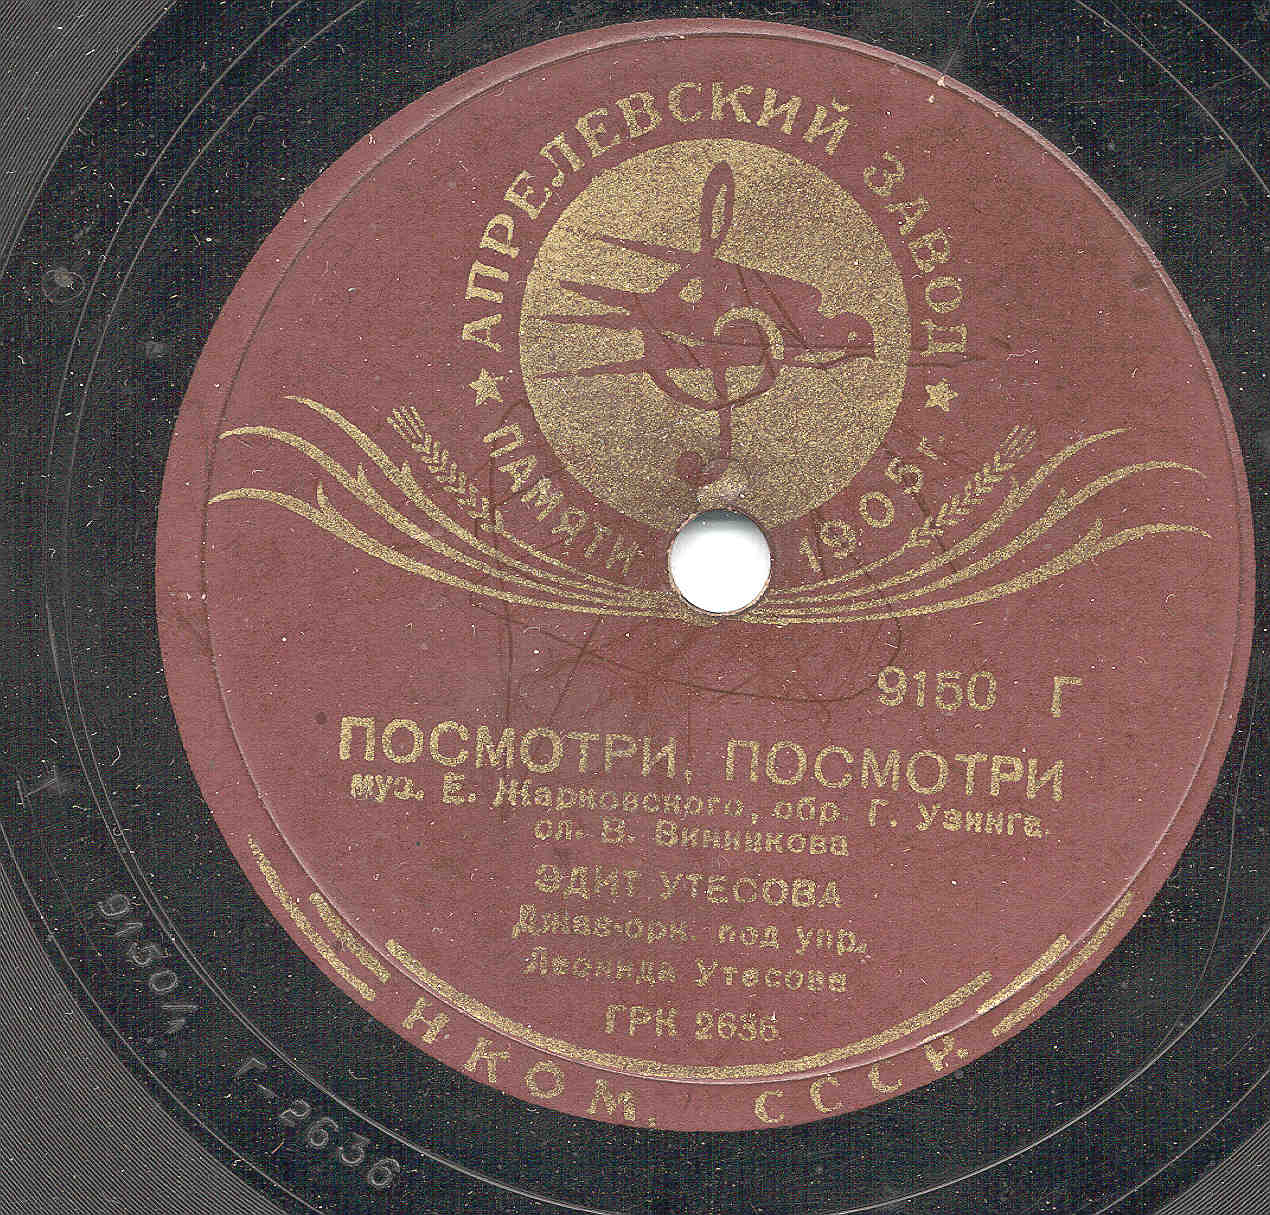 АПРЕЛЕВСКИЙ ЗАВОД
ПАМЯТИ 1905 г.
9150 Г
ПОСМОТРИ, ПОСМОТРИ
муз. Е. Жарковского, обр. Г. Узинга.
сл. В. Винникова
ЭДИТ УТЕСОВА
Джаз-орк. под упр.
Леонида Утесова
ГРК 2636
Н. КОМ. СССР.
9150/1
Г-2636